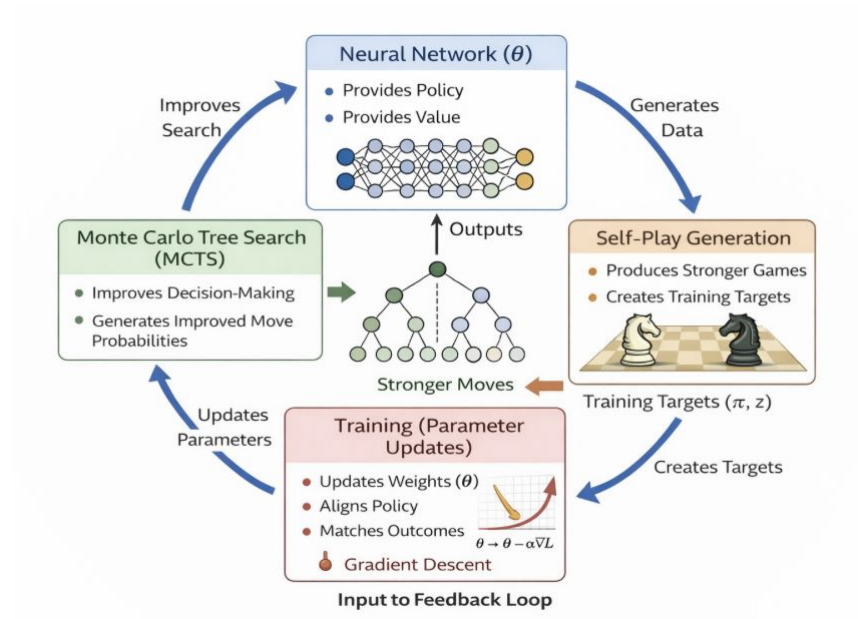 Neural Network (θ)
Provides Policy
Provides Value
Improves
Search
Generates
Data
Monte Carlo Tree Search
(MCTS)
Improves Decision-Making
Generates Improved Move
Probabilities
Outputs
Stronger Moves
Self-Play Generation
Produces Stronger Games
Creates Training Targets
Training Targets (π, z)
Creates Targets
Updates
Parameters
Training (Parameter
Updates)
Updates Weights (θ)
Aligns Policy
Matches Outcomes
θ → θ − α∇L
Gradient Descent
Input to Feedback Loop